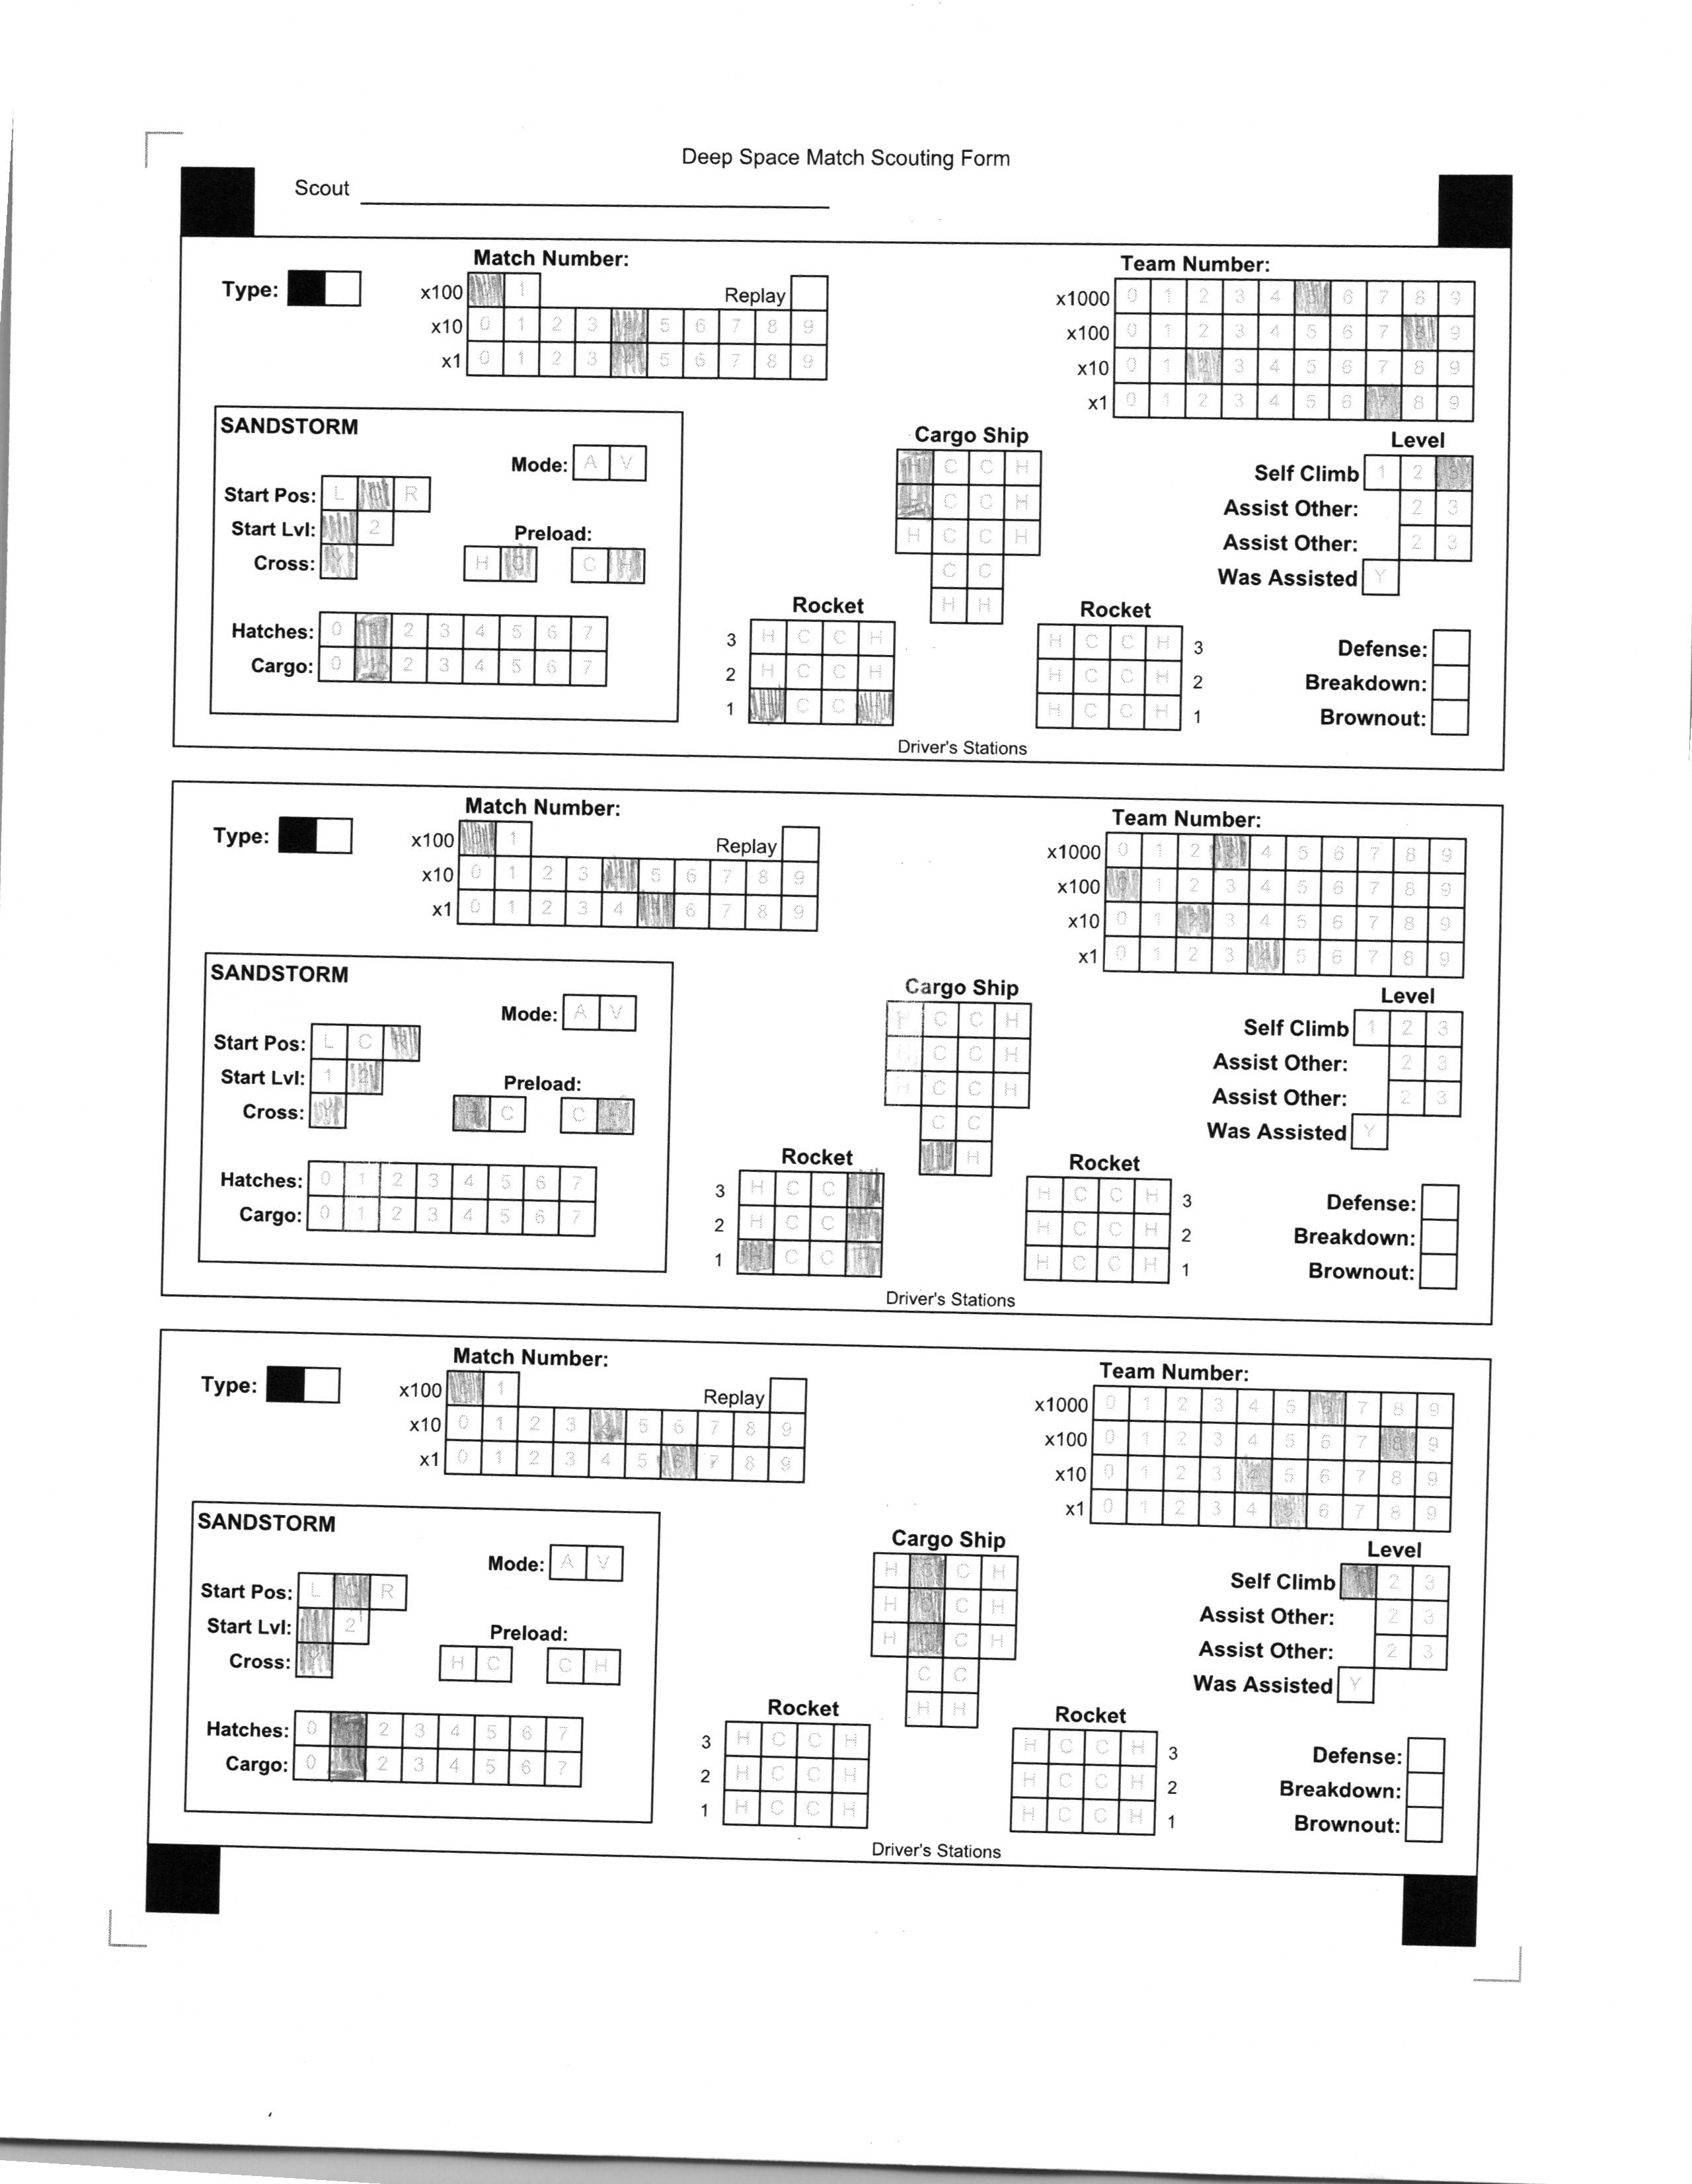 Deep Space Match Scouting Form
Scout
Match Number:
Team Number:
Type:
x100 1
Replay
x10 0 1 2 3 4 5 6 7 8 9
x1 0 1 2 3 4 5 6 7 8 9
x1000 0 1 2 3 4 6 7 8 9
x100 0 1 2 3 4 5 6 7 8 9
x10 0 1 2 3 4 5 6 7 8 9
x1 0 1 2 3 4 5 6 8 9
SANDSTORM
Mode: A V
Start Pos: L C R
Start Lvl: 2
Cross: Y
Preload:
H C C H
Hatches: 0 2 3 4 5 6 7
Cargo: 0 1 2 3 4 5 6 7
Cargo Ship
H C C H
H C C H
H C C H
C C
H H
Level
Self Climb 1 2 3
Assist Other: 2 3
Assist Other: 2 3
Was Assisted Y
Rocket
3 H C C H
2 H C C H
1 H C C H
Rocket
H C C H 3
H C C H 2
H C C H 1
Defense:
Breakdown:
Brownout:
Driver's Stations
Match Number:
Team Number:
Type:
x100 1
Replay
x10 0 1 2 3 4 5 6 7 8 9
x1 0 1 2 3 4 5 6 7 8 9
x1000 0 1 2 3 4 5 6 7 8 9
x100 1 2 3 4 5 6 7 8 9
x10 0 1 2 3 4 5 6 7 8 9
x1 0 1 2 3 4 5 6 7 8 9
SANDSTORM
Mode: A V
Start Pos: L C R
Start Lvl: 1 2
Cross: Y
Preload:
C C
Hatches: 0 1 2 3 4 5 6 7
Cargo: 0 1 2 3 4 5 6 7
Cargo Ship
H C C H
H C C H
H C C H
C C
H
Level
Self Climb 1 2 3
Assist Other: 2 3
Assist Other: 2 3
Was Assisted Y
Rocket
3 H C C H
2 H C C H
1 H C C H
Rocket
H C C H 3
H C C H 2
H C C H 1
Defense:
Breakdown:
Brownout:
Driver's Stations
Match Number:
Team Number:
Type:
x100 1
Replay
x10 0 1 2 3 4 5 6 7 8 9
x1 0 1 2 3 4 5 6 7 8 9
x1000 0 1 2 3 4 5 6 7 8 9
x100 0 1 2 3 4 5 6 7 8 9
x10 0 1 2 3 4 5 6 7 8 9
x1 0 1 2 3 4 5 6 7 8 9
SANDSTORM
Mode: A V
Start Pos: L C R
Start Lvl: 2
Cross: Y
Preload:
H C C H
Hatches: 0 2 3 4 5 6 7
Cargo: 0 2 3 4 5 6 7
Cargo Ship
H C C H
H C C H
H C C H
C C
H H
Level
Self Climb 2 3
Assist Other: 2 3
Assist Other: 2 3
Was Assisted Y
Rocket
3 H C C H
2 H C C H
1 H C C H
Rocket
H C C H 3
H C C H 2
H C C H 1
Defense:
Breakdown:
Brownout:
Driver's Stations